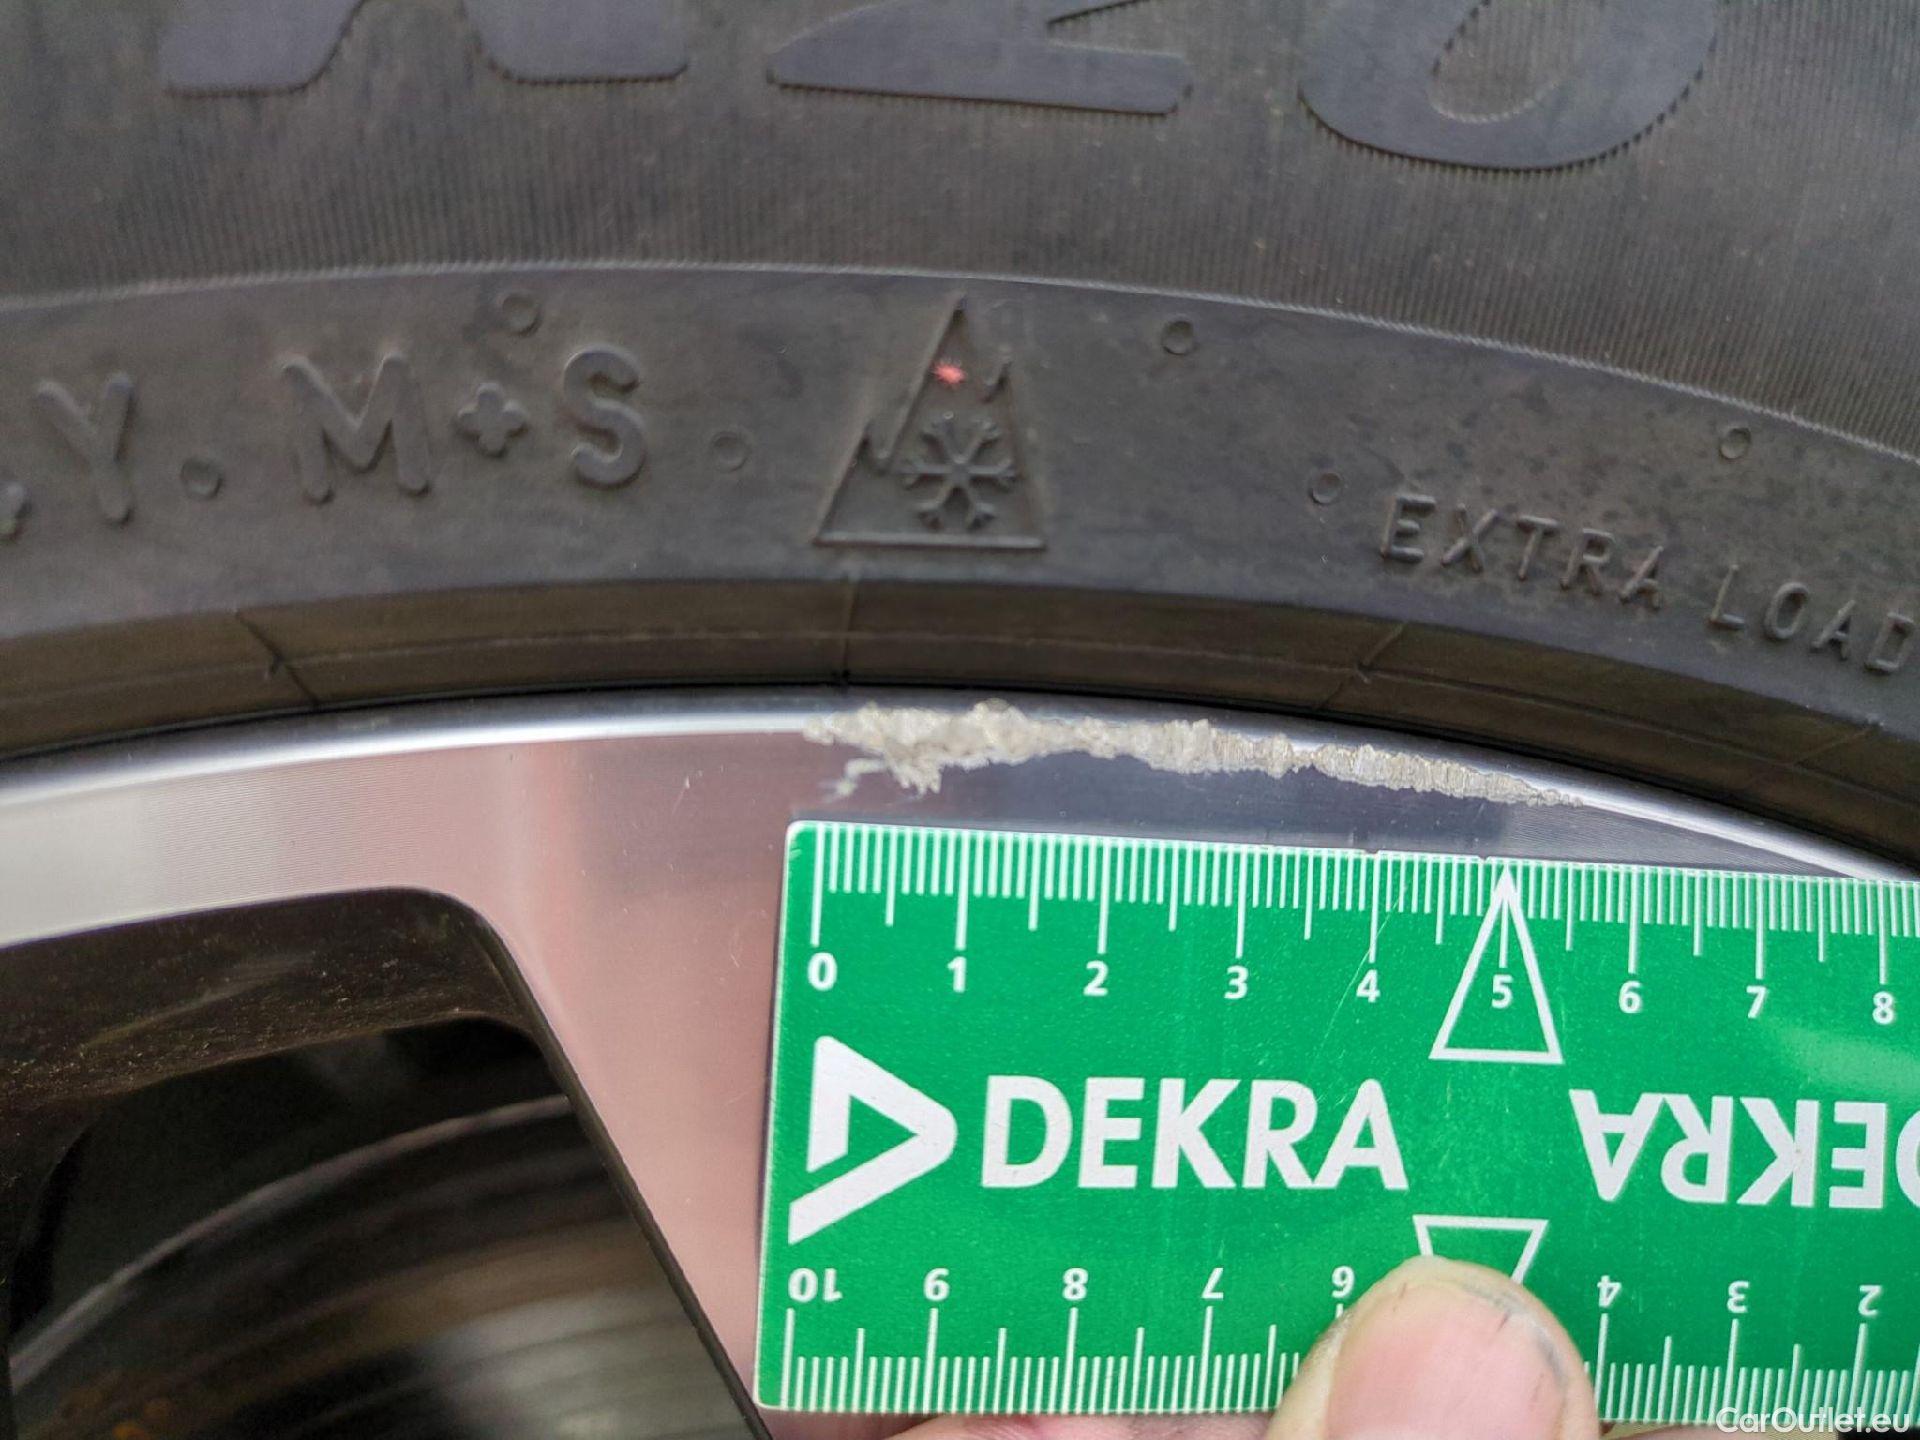 .Y. M+S
EXTRA LOAD
0 1 2 3 4 5 6 7 8
DEKRA
DEKRA
10 9 8 7 6 4 3 2
CarOutlet.eu